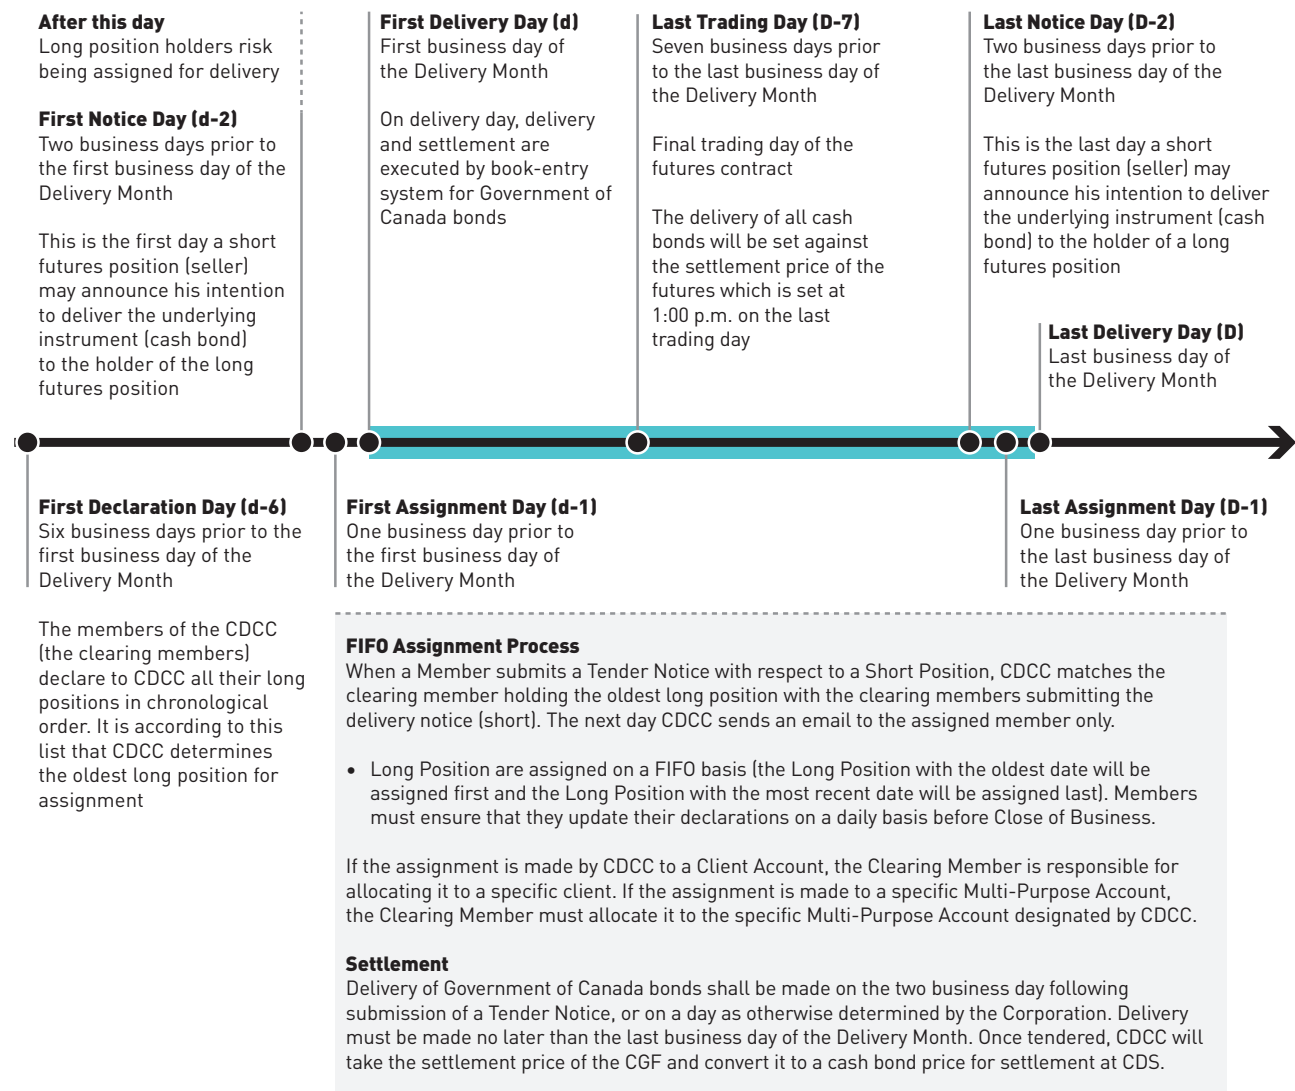 After this day
Long position holders risk
being assigned for delivery
First Notice Day (d-2)
Two business days prior to
the first business day of the
Delivery Month
This is the first day a short
futures position (seller)
may announce his intention
to deliver the underlying
instrument (cash bond)
to the holder of the long
futures position
First Delivery Day (d)
First business day of
the Delivery Month
On delivery day, delivery
and settlement are
executed by book-entry
system for Government of
Canada bonds
Last Trading Day (D-7)
Seven business days prior
to the last business day of
the Delivery Month
Final trading day of the
futures contract
The delivery of all cash
bonds will be set against
the settlement price of the
futures which is set at
1:00 p.m. on the last
trading day
Last Notice Day (D-2)
Two business days prior to
the last business day of the
Delivery Month
This is the last day a short
futures position (seller) may
announce his intention to deliver
the underlying instrument (cash
bond) to the holder of a long
futures position
Last Delivery Day (D)
Last business day of
the Delivery Month
First Declaration Day (d-6)
Six business days prior to the
first business day of the
Delivery Month
The members of the CDCC
(the clearing members)
declare to CDCC all their long
positions in chronological
order. It is according to this
list that CDCC determines
the oldest long position for
assignment
First Assignment Day (d-1)
One business day prior to
the first business day of
the Delivery Month
Last Assignment Day (D-1)
One business day prior to
the last business day of
the Delivery Month
FIFO Assignment Process
When a Member submits a Tender Notice with respect to a Short Position, CDCC matches the
clearing member holding the oldest long position with the clearing members submitting the
delivery notice (short). The next day CDCC sends an email to the assigned member only.
• Long Position are assigned on a FIFO basis (the Long Position with the oldest date will be
assigned first and the Long Position with the most recent date will be assigned last). Members
must ensure that they update their declarations on a daily basis before Close of Business.
If the assignment is made by CDCC to a Client Account, the Clearing Member is responsible for
allocating it to a specific client. If the assignment is made to a specific Multi-Purpose Account,
the Clearing Member must allocate it to the specific Multi-Purpose Account designated by CDCC.
Settlement
Delivery of Government of Canada bonds shall be made on the two business day following
submission of a Tender Notice, or on a day as otherwise determined by the Corporation. Delivery
must be made no later than the last business day of the Delivery Month. Once tendered, CDCC will
take the settlement price of the CGF and convert it to a cash bond price for settlement at CDS.